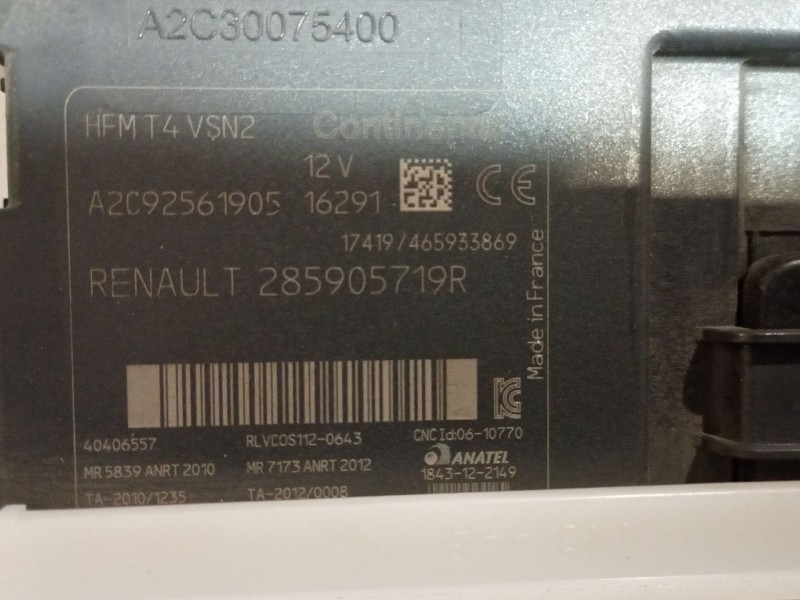 A2C30075400
HFM T4 VSN2 Continental
12 V
A2C92561905 16291 CE
17419/465933869
RENAULT 285905719R
Made in France
40406557 RLVCOS112-0643 CNC Id:06-10770
MR 5839 ANRT 2010 MR 7173 ANRT 2012 ANATEL
1843-12-2149
TA-2010/1235 TA-2012/0008